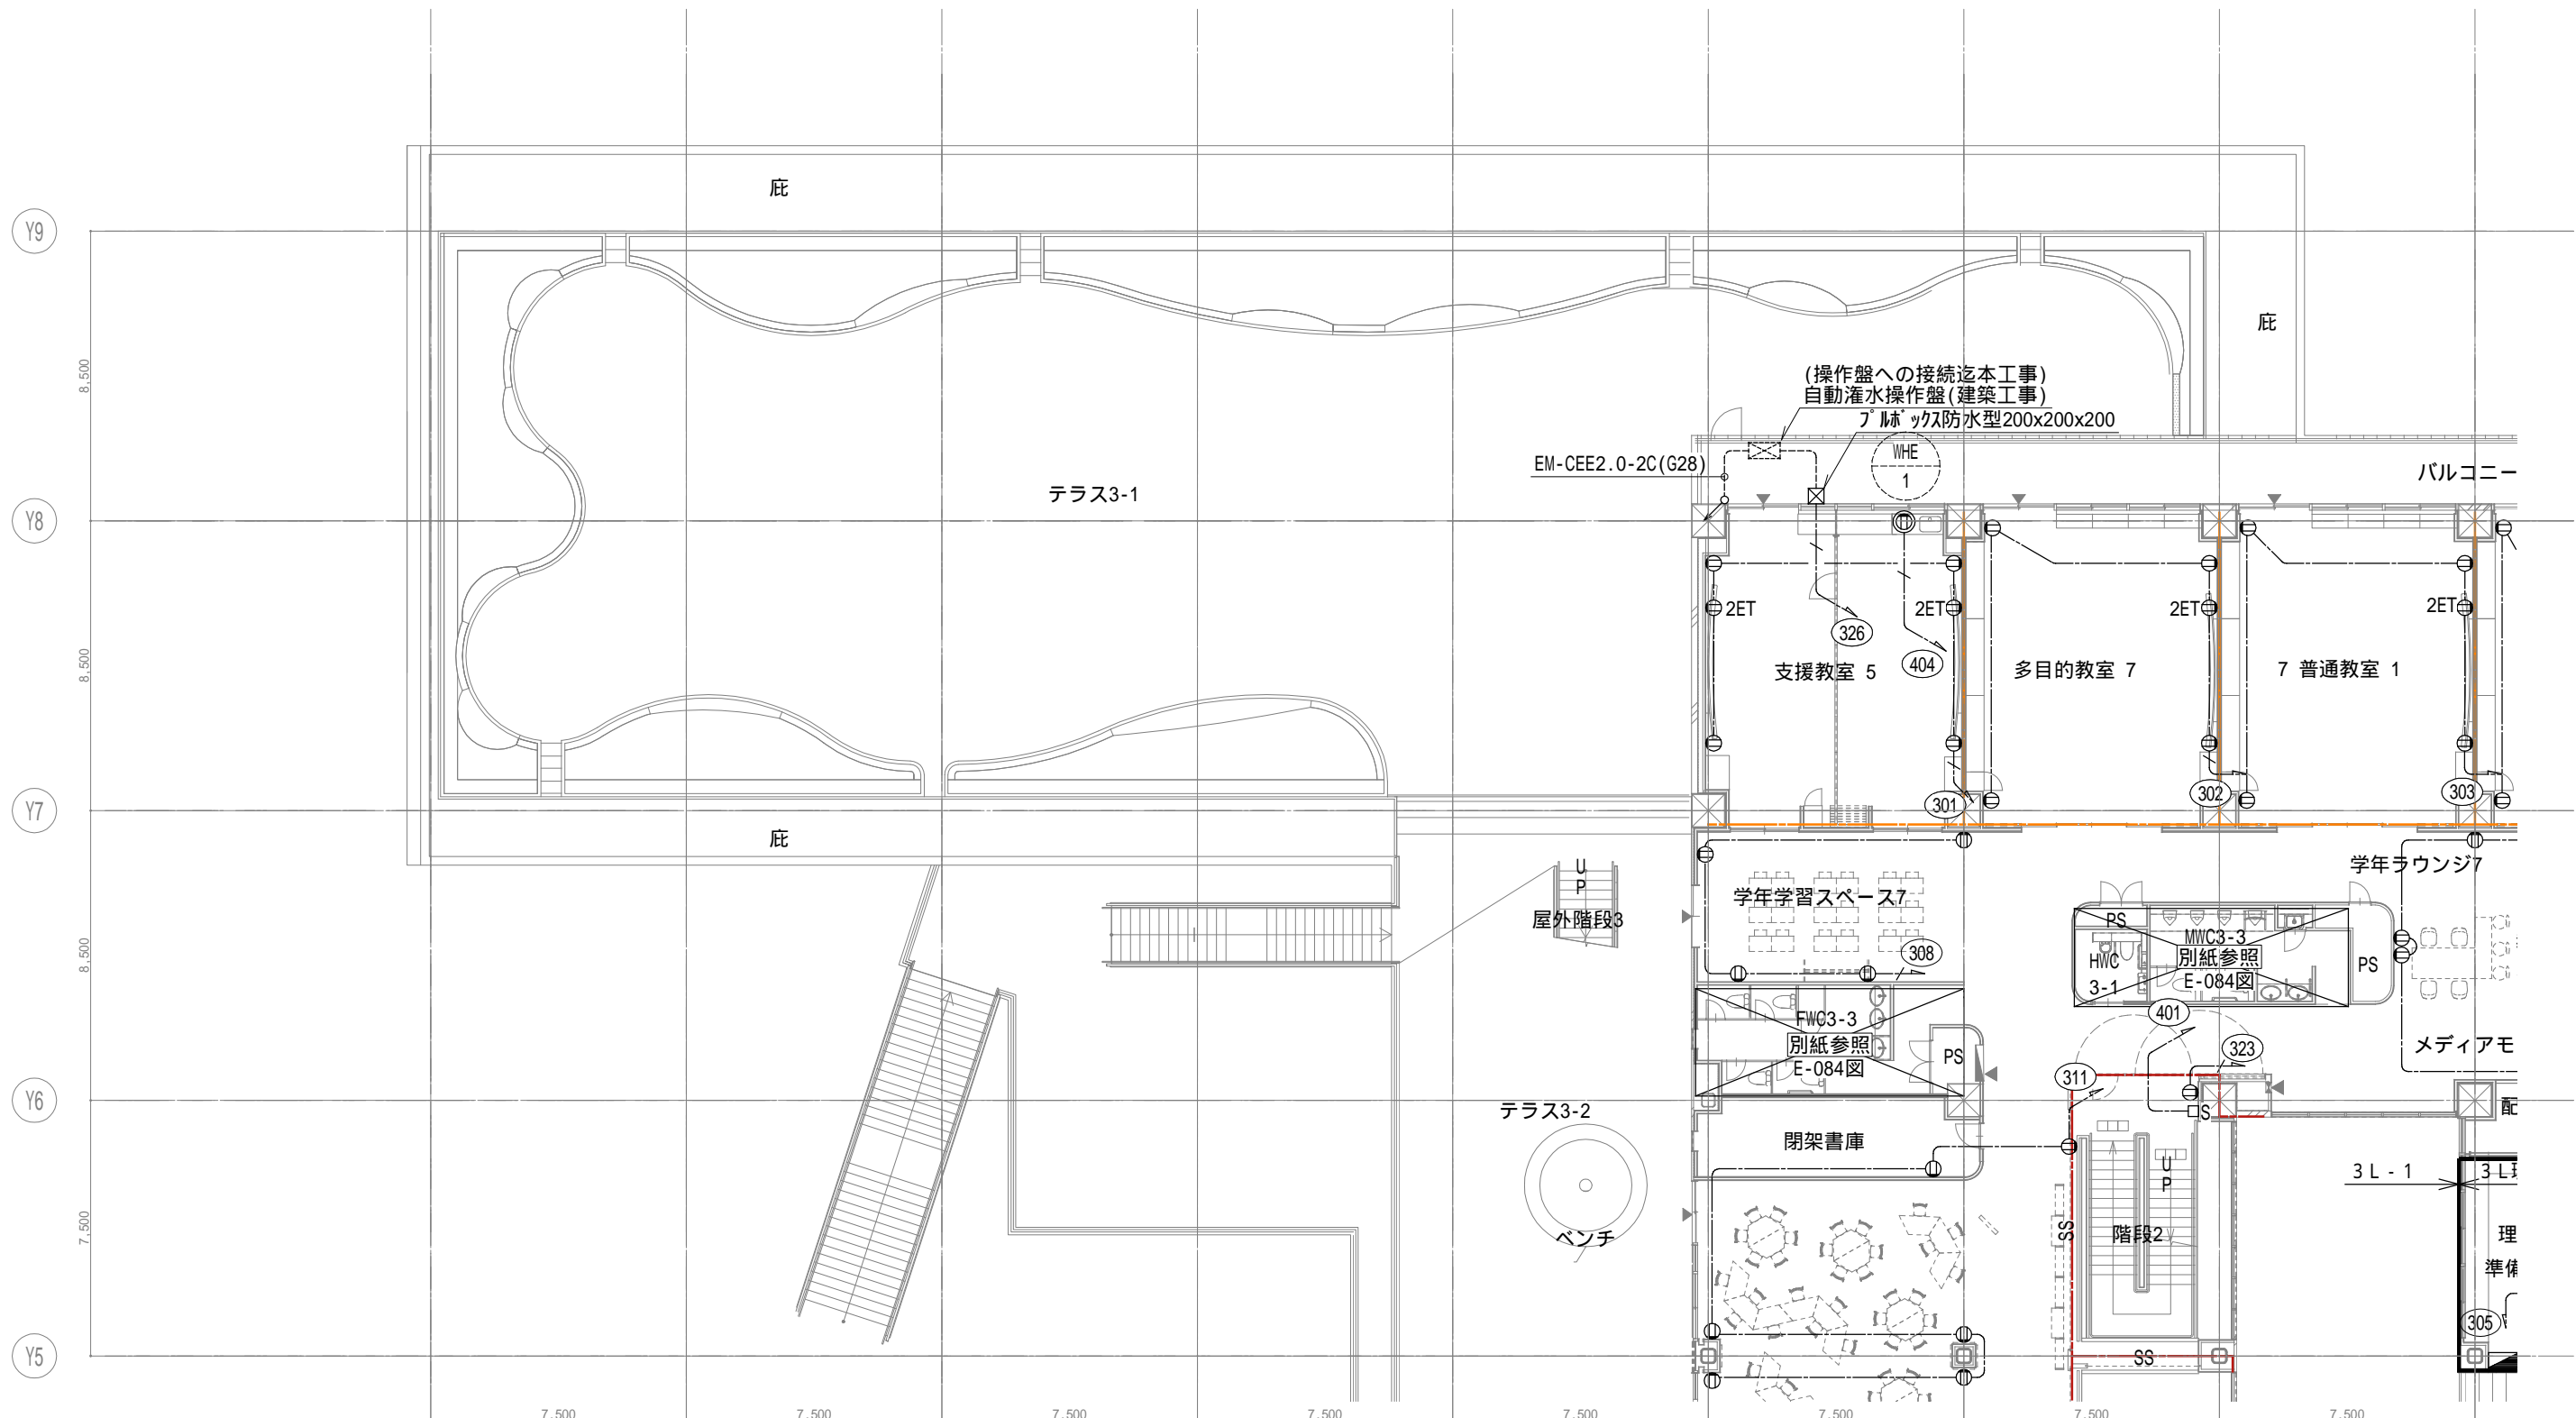 庇
Y9
庇
8,500
(操作盤への接続迄本工事)
自動潅水操作盤(建築工事)
プルボックス防水型200x200x200
WHE
1
EM-CEE2.0-2C(G28)
バルコニー
テラス3-1
Y8
2ET
2ET
2ET
2ET
326
404
支援教室 5
多目的教室 7
7 普通教室 1
8,500
301
302
303
Y7
庇
UP
学年ラウンジ7
学年学習スペース7
屋外階段3
PS
MWC3-3
別紙参照
E-084図
HWC
3-1
PS
308
8,500
401
FWC3-3
別紙参照
E-084図
PS
323
メディアモ
311
Y6
テラス3-2
S
配
閉架書庫
UP
3L-1
3L
7,500
SS
階段2
理
準備
ベンチ
305
Y5
SS
7,500
7,500
7,500
7,500
7,500
7,500
7,500
7,500